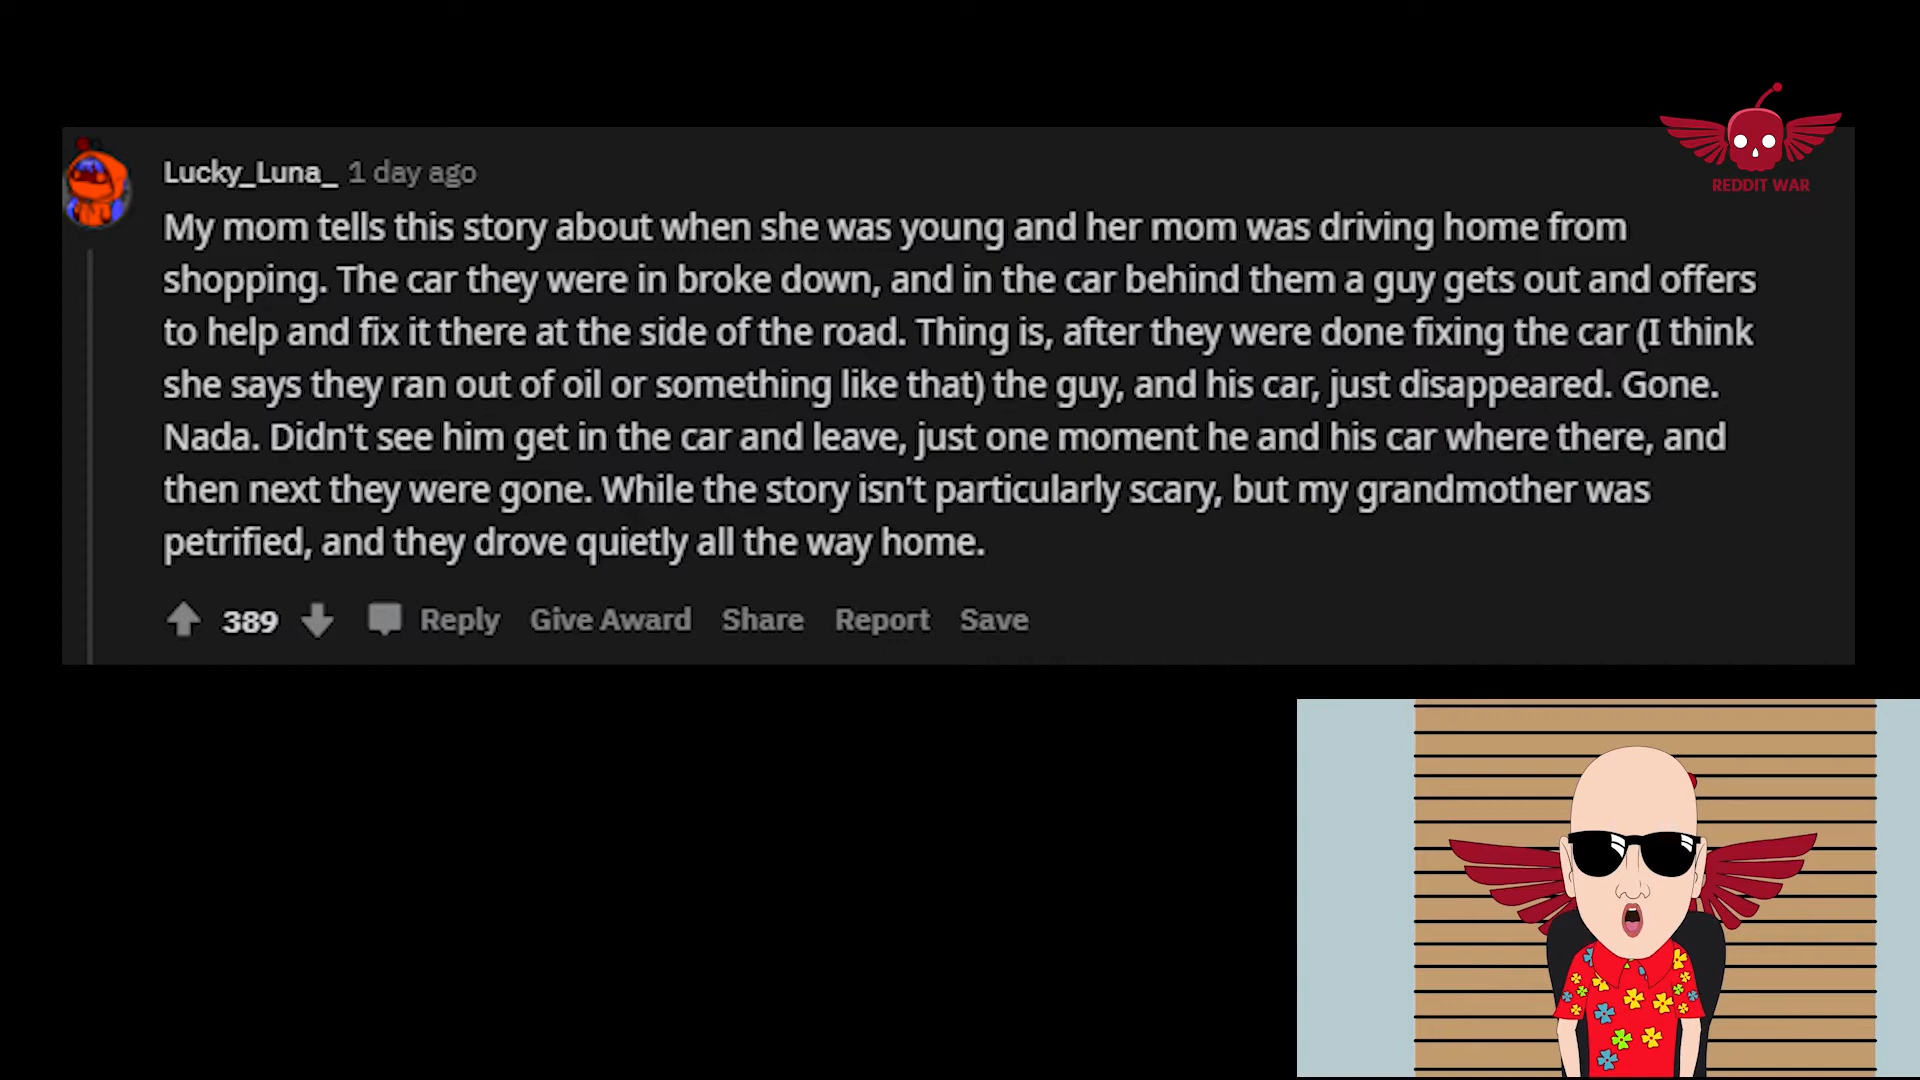 REDDIT WAR
Lucky_Luna_ 1 day ago
My mom tells this story about when she was young and her mom was driving home from
shopping. The car they were in broke down, and in the car behind them a guy gets out and offers
to help and fix it there at the side of the road. Thing is, after they were done fixing the car (I think
she says they ran out of oil or something like that) the guy, and his car, just disappeared. Gone.
Nada. Didn't see him get in the car and leave, just one moment he and his car where there, and
then next they were gone. While the story isn't particularly scary, but my grandmother was
petrified, and they drove quietly all the way home.
389 Reply Give Award Share Report Save